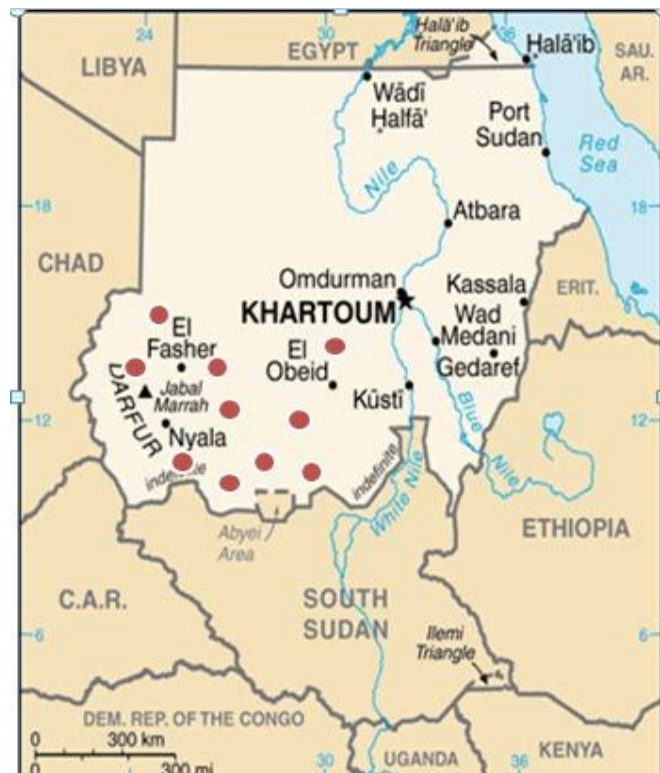 24
30
36
Halā'ib
Triangle
Ḥalā'ib
SAU.
AR.
EGYPT
LIBYA
Wādī
Ḥalfā'
Port
Sudan
Red
Sea
Nile
18
18
Atbara
CHAD
Omdurman
KHARTOUM
Kassala
ERIT.
Wad
Medani
Gedaref
El
Fasher
El
Obeid
Kūstī
DARFUR
Jabal
Marrah
12
12
Nyala
Blue
Nile
indefinite
White Nile
Abyei
Area
ETHIOPIA
C.A.R.
SOUTH
SUDAN
6
6
Ilemi
Triangle
DEM. REP. OF THE CONGO
0 300 km
0 300 mi
30
UGANDA
36
KENYA